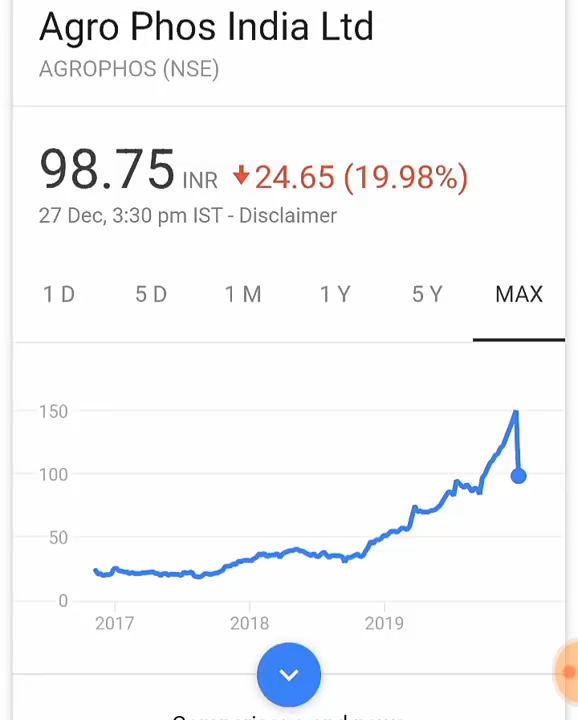 Agro Phos India Ltd
AGROPHOS (NSE)
98.75 INR 24.65 (19.98%)
27 Dec, 3:30 pm IST - Disclaimer
1 D 5 D 1 M 1 Y 5 Y MAX
150
100
50
0
2017 2018 2019